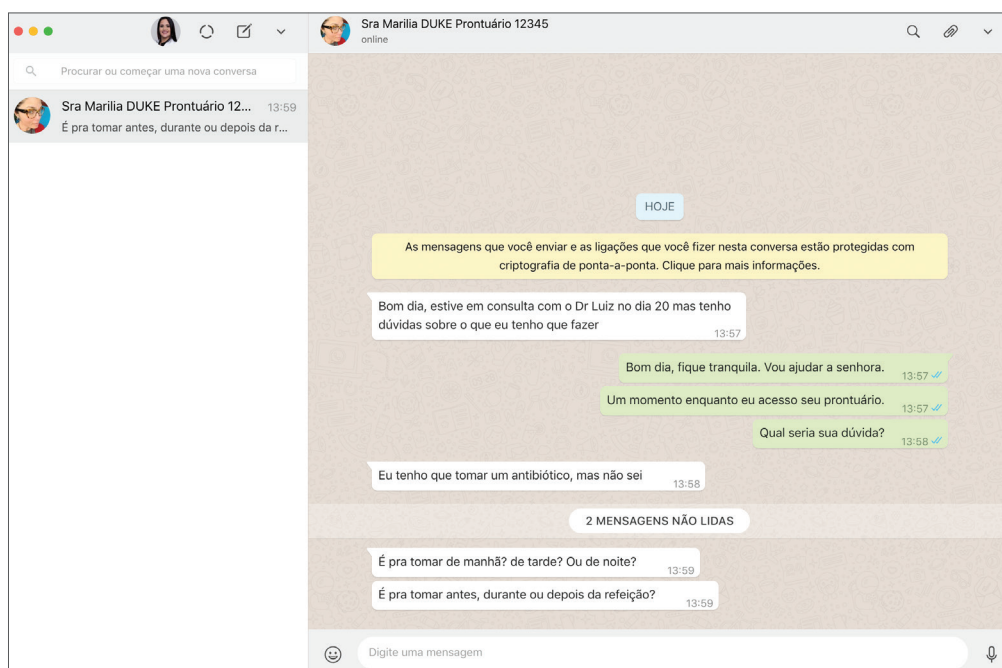 Procurar ou começar uma nova conversa
Sra Marilia DUKE Prontuário 12... 13:59
É pra tomar antes, durante ou depois da r...
Sra Marilia DUKE Prontuário 12345
online
HOJE
As mensagens que você enviar e as ligações que você fizer nesta conversa estão protegidas com
criptografia de ponta-a-ponta. Clique para mais informações.
Bom dia, estive em consulta com o Dr Luiz no dia 20 mas tenho
dúvidas sobre o que eu tenho que fazer
13:57
Bom dia, fique tranquila. Vou ajudar a senhora. 13:57
Um momento enquanto eu acesso seu prontuário. 13:57
Qual seria sua dúvida? 13:58
Eu tenho que tomar um antibiótico, mas não sei 13:58
2 MENSAGENS NÃO LIDAS
É pra tomar de manhã? de tarde? Ou de noite? 13:59
É pra tomar antes, durante ou depois da refeição? 13:59
Digite uma mensagem